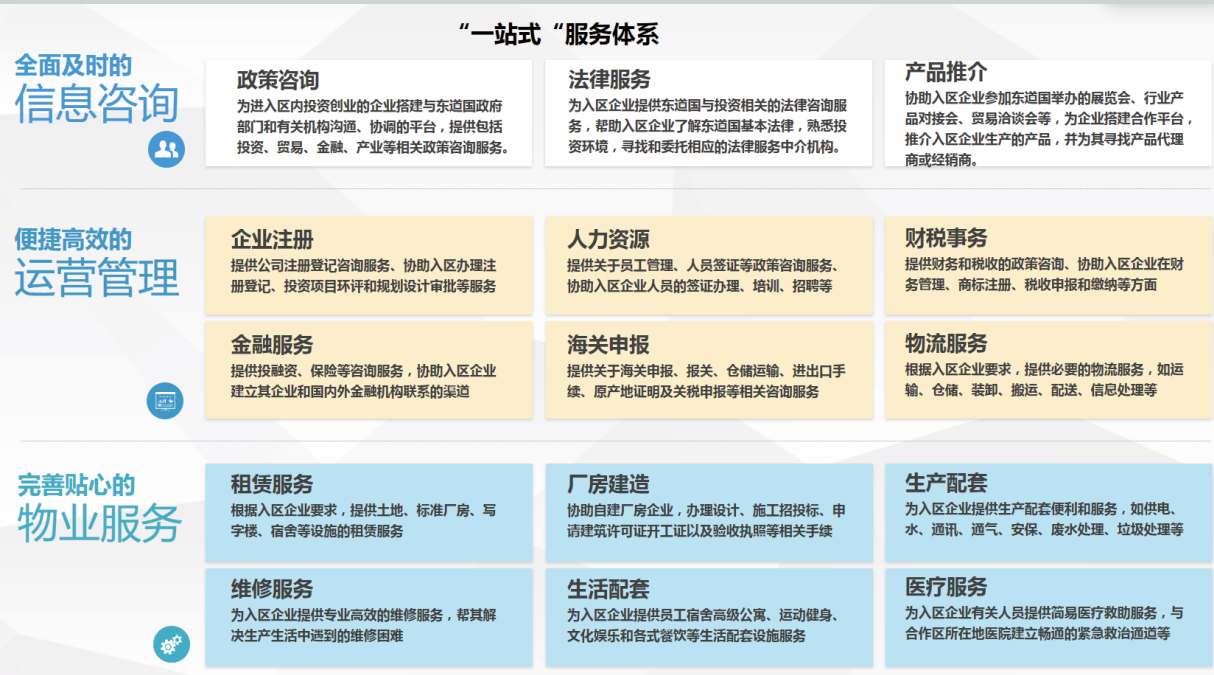 “一站式“服务体系
全面及时的
信息咨询
政策咨询
为进入区内投资创业的企业搭建与东道国政府
部门和有关机构沟通、协调的平台，提供包括
投资、贸易、金融、产业等相关政策咨询服务。
法律服务
为入区企业提供东道国与投资相关的法律咨询服
务，帮助入区企业了解东道国基本法律，熟悉投
资环境，寻找和委托相应的法律服务中介机构。
产品推介
协助入区企业参加东道国举办的展览会、行业产
品对接会、贸易洽谈会等，为企业搭建合作平台，
推介入区企业生产的产品，并为其寻找产品代理
商或经销商。
便捷高效的
运营管理
企业注册
提供公司注册登记咨询服务、协助入区办理注
册登记、投资项目环评和规划设计审批等服务
人力资源
提供关于员工管理、人员签证等政策咨询服务、
协助入区企业人员的签证办理、培训、招聘等
财税事务
提供财务和税收的政策咨询、协助入区企业在财
务管理、商标注册、税收申报和缴纳等方面
金融服务
提供投融资、保险等咨询服务，协助入区企业
建立其企业和国内外金融机构联系的渠道
海关申报
提供关于海关申报、报关、仓储运输、进出口手
续、原产地证明及关税申报等相关咨询服务
物流服务
根据入区企业要求，提供必要的物流服务，如运
输、仓储、装卸、搬运、配送、信息处理等
完善贴心的
物业服务
租赁服务
根据入区企业要求，提供土地、标准厂房、写
字楼、宿舍等设施的租赁服务
厂房建造
协助自建厂房企业，办理设计、施工招投标、申
请建筑许可证开工证以及验收执照等相关手续
生产配套
为入区企业提供生产配套便利和服务，如供电、
水、通讯、通气、安保、废水处理、垃圾处理等
维修服务
为入区企业提供专业高效的维修服务，帮其解
决生产生活中遇到的维修困难
生活配套
为入区企业提供员工宿舍高级公寓、运动健身、
文化娱乐和各式餐饮等生活配套设施服务
医疗服务
为入区企业有关人员提供简易医疗救助服务，与
合作区所在地医院建立畅通的紧急救治通道等